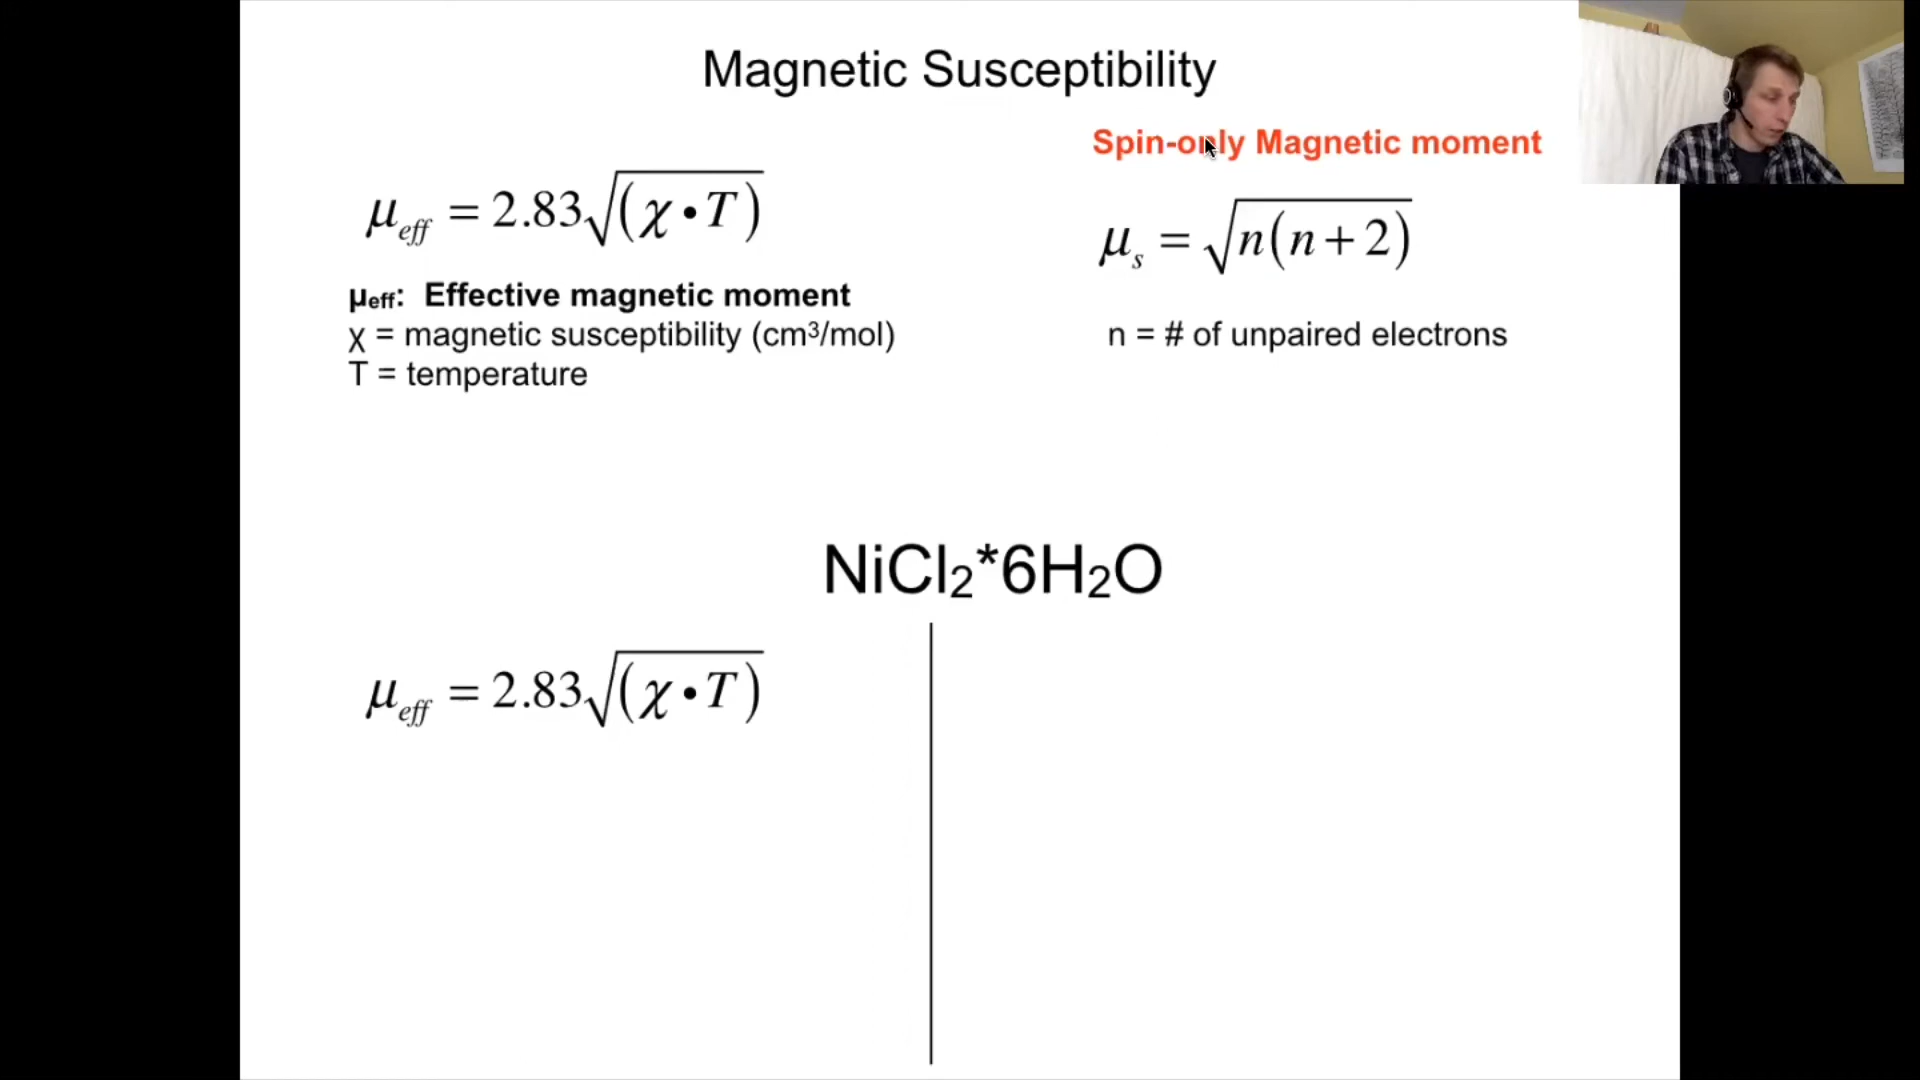 Magnetic Susceptibility
Spin-only Magnetic moment
μeff = 2.83√(χ•T)
μs = √n(n+2)
μeff: Effective magnetic moment
χ = magnetic susceptibility (cm³/mol)
n = # of unpaired electrons
T = temperature
NiCl₂*6H₂O
μeff = 2.83√(χ•T)